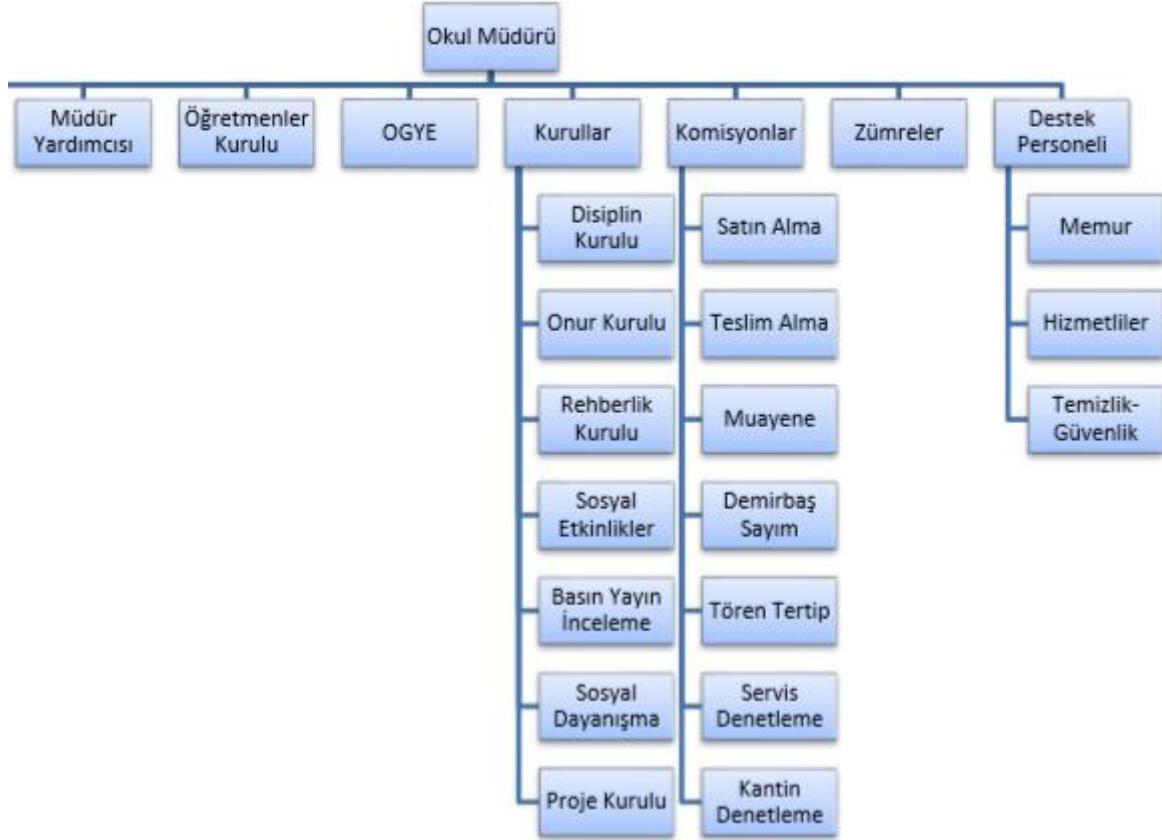 Okul Müdürü
Müdür
Yardımcısı
Öğretmenler
Kurulu
OGYE
Kurullar
Komisyonlar
Zümreler
Destek
Personeli
Disiplin
Kurulu
Onur Kurulu
Rehberlik
Kurulu
Sosyal
Etkinlikler
Basın Yayın
İnceleme
Sosyal
Dayanışma
Proje Kurulu
Satın Alma
Teslim Alma
Muayene
Demirbaş
Sayım
Tören Tertip
Servis
Denetleme
Kantin
Denetleme
Memur
Hizmetliler
Temizlik-
Güvenlik